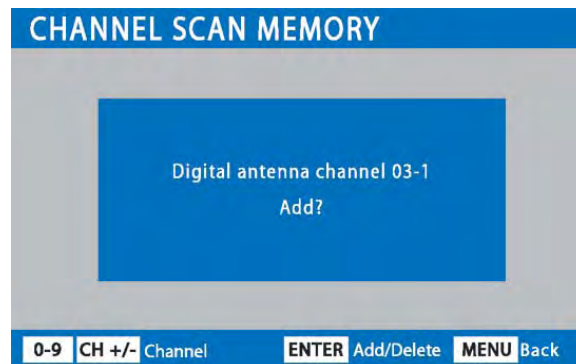 CHANNEL SCAN MEMORY
Digital antenna channel 03-1
Add?
0-9 CH +/- Channel ENTER Add/Delete MENU Back